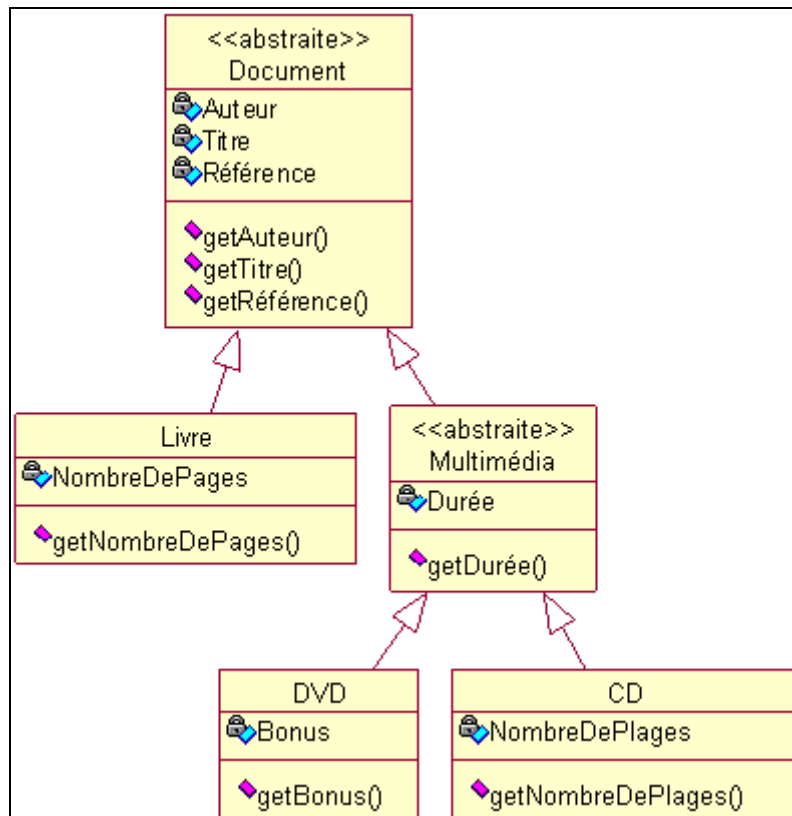 <<abstraite>>
Document
Auteur
Titre
Référence
getAuteur()
getTitre()
getRéférence()
Livre
NombreDePages
getNombreDePages()
<<abstraite>>
Multimédia
Durée
getDurée()
DVD
Bonus
getBonus()
CD
NombreDePlages
getNombreDePlages()